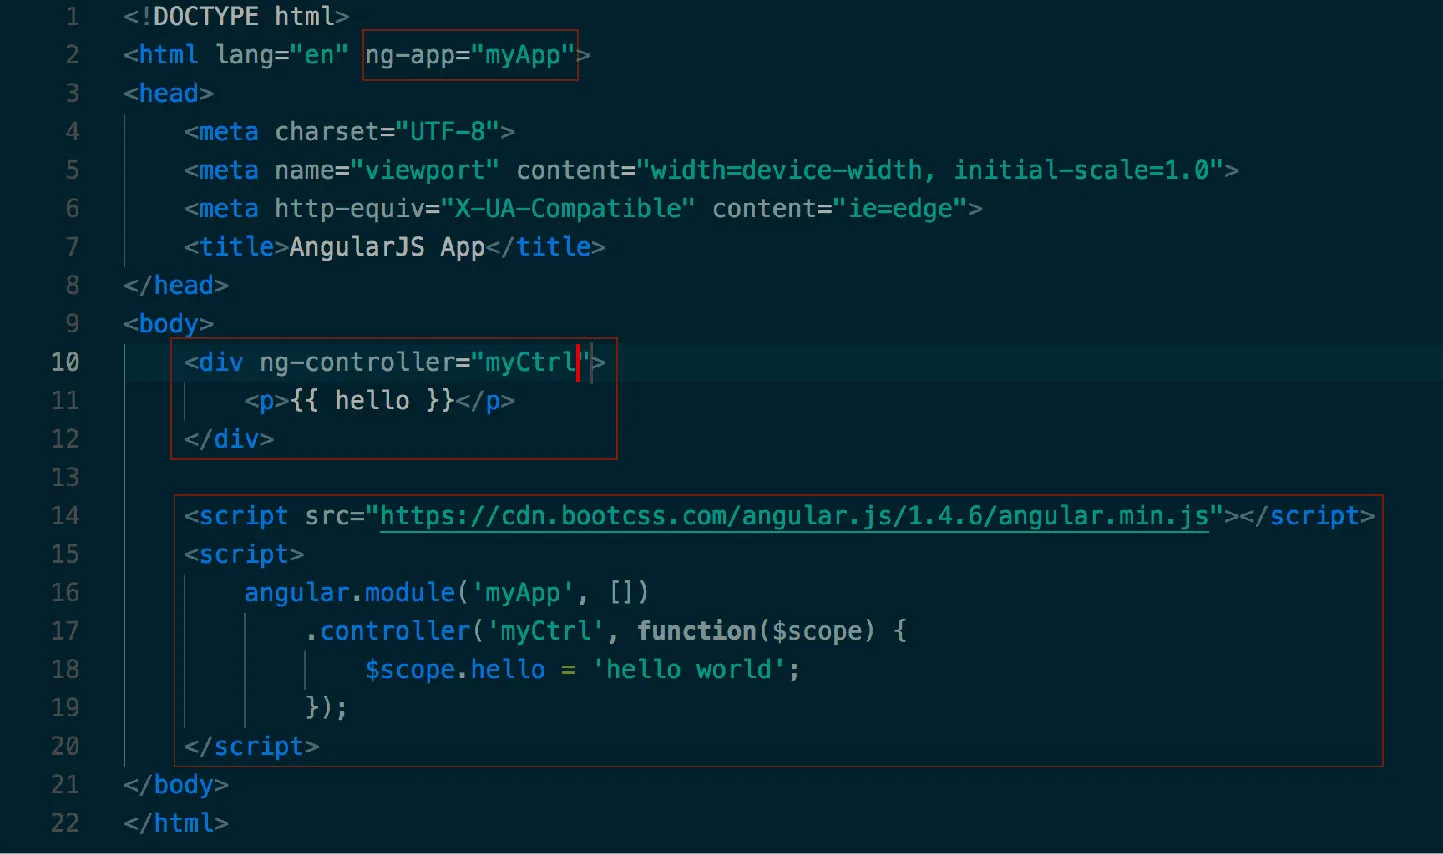 1 <!DOCTYPE html>
2 <html lang="en" ng-app="myApp">
3 <head>
4     <meta charset="UTF-8">
5     <meta name="viewport" content="width=device-width, initial-scale=1.0">
6     <meta http-equiv="X-UA-Compatible" content="ie=edge">
7     <title>AngularJS App</title>
8 </head>
9 <body>
10     <div ng-controller="myCtrl">
11         <p>{{ hello }}</p>
12     </div>
13
14     <script src="https://cdn.bootcss.com/angular.js/1.4.6/angular.min.js"></script>
15     <script>
16         angular.module('myApp', [])
17             .controller('myCtrl', function($scope) {
18                 $scope.hello = 'hello world';
19             });
20     </script>
21 </body>
22 </html>